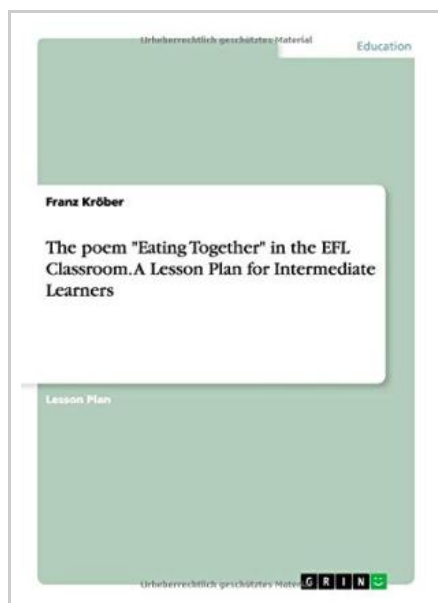 Urheberrechtlich geschütztes Material
Education
Franz Kröber
The poem "Eating Together" in the EFL
Classroom. A Lesson Plan for Intermediate
Learners
Lesson Plan
Urheberrechtlich geschütztes Mater
GRIN